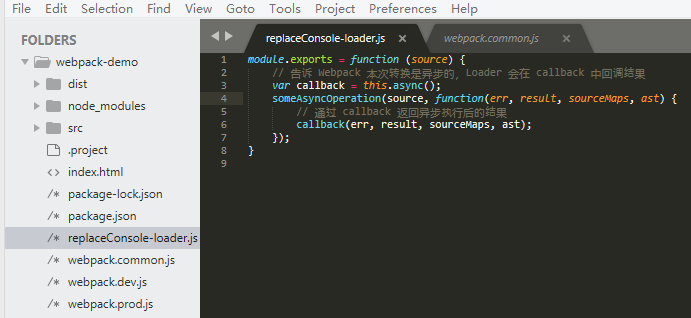 File Edit Selection Find View Goto Tools Project Preferences Help
FOLDERS
webpack-demo
dist
node_modules
src
.project
index.html
package-lock.json
package.json
replaceConsole-loader.js
webpack.common.js
webpack.dev.js
webpack.prod.js
replaceConsole-loader.js × webpack.common.js ×
1 module.exports = function (source) {
2 // 告诉 Webpack 本次转换是异步的，Loader 会在 callback 中回调结果
3 var callback = this.async();
4 someAsyncOperation(source, function(err, result, sourceMaps, ast) {
5 // 通过 callback 返回异步执行后的结果
6 callback(err, result, sourceMaps, ast);
7 });
8 }
9